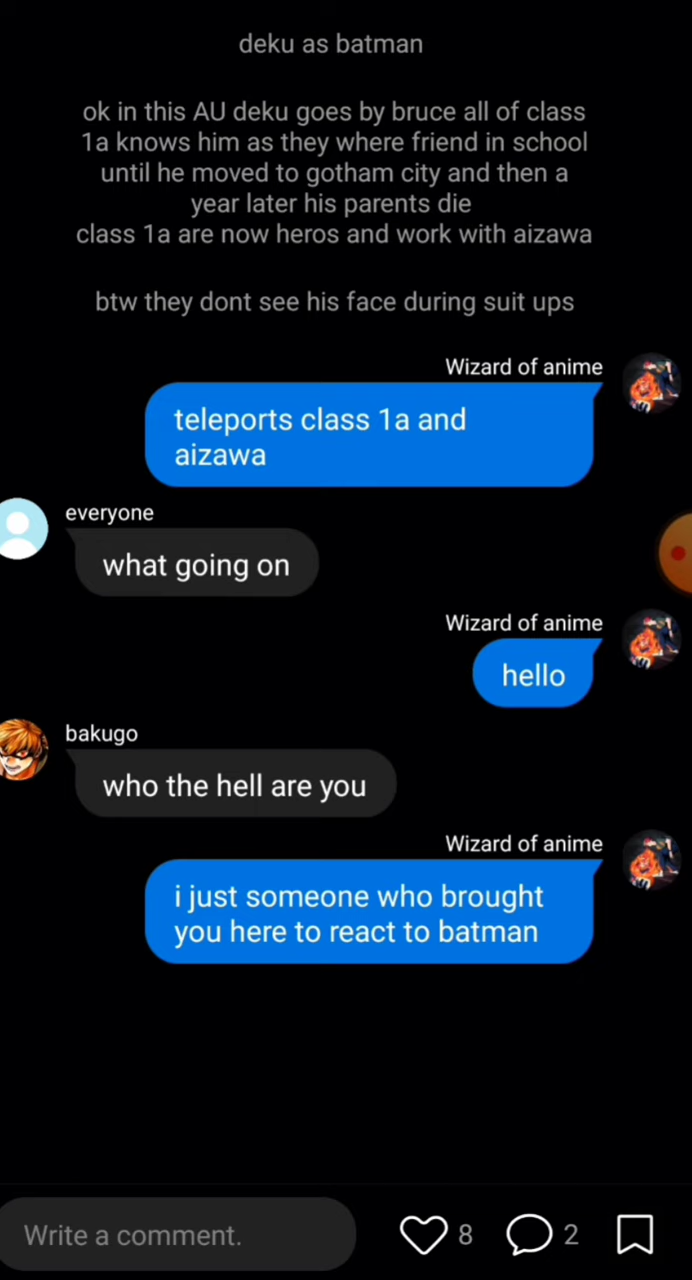 deku as batman
ok in this AU deku goes by bruce all of class
1a knows him as they where friend in school
until he moved to gotham city and then a
year later his parents die
class 1a are now heros and work with aizawa
btw they dont see his face during suit ups
Wizard of anime
teleports class 1a and
aizawa
everyone
what going on
Wizard of anime
hello
bakugo
who the hell are you
Wizard of anime
i just someone who brought
you here to react to batman
Write a comment.
8
2